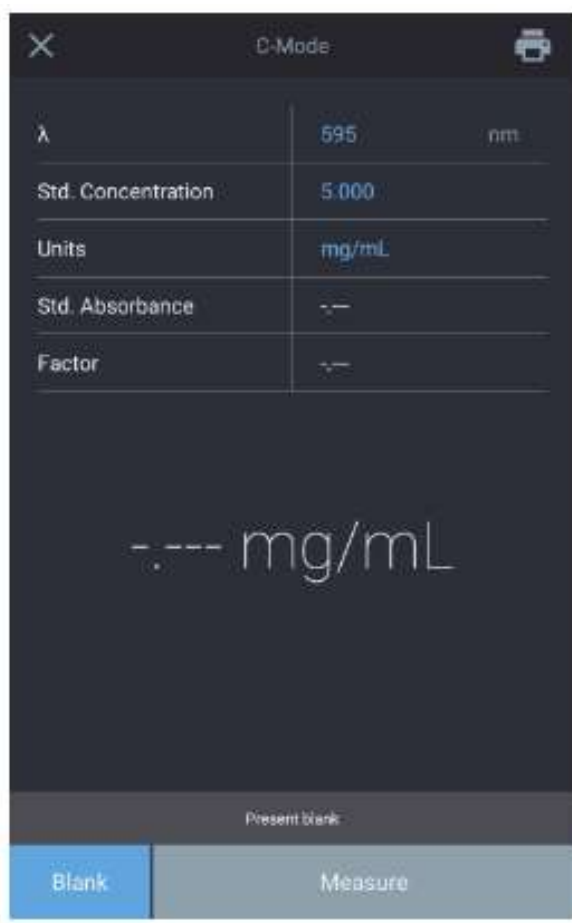 C-Mode
λ 595 nm
Std. Concentration 5.000
Units mg/mL
Std. Absorbance -.--
Factor -.--
-.--- mg/mL
Present blank
Blank Measure